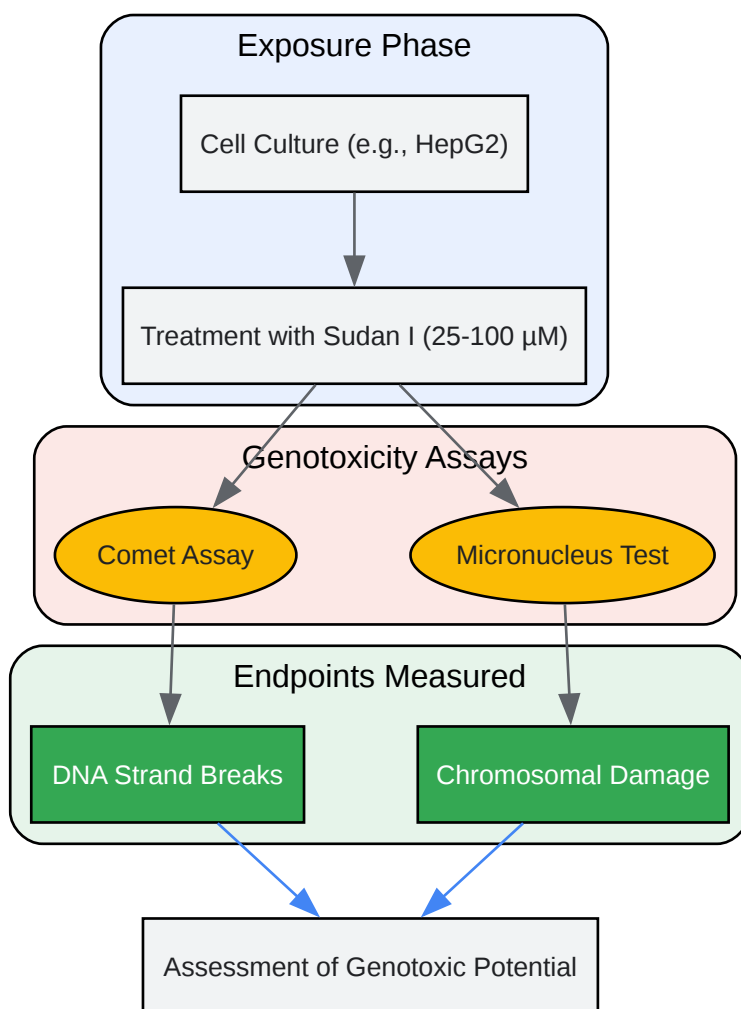 Exposure Phase
Cell Culture (e.g., HepG2)
Treatment with Sudan I (25-100 µM)
Genotoxicity Assays
Comet Assay
Micronucleus Test
Endpoints Measured
DNA Strand Breaks
Chromosomal Damage
Assessment of Genotoxic Potential